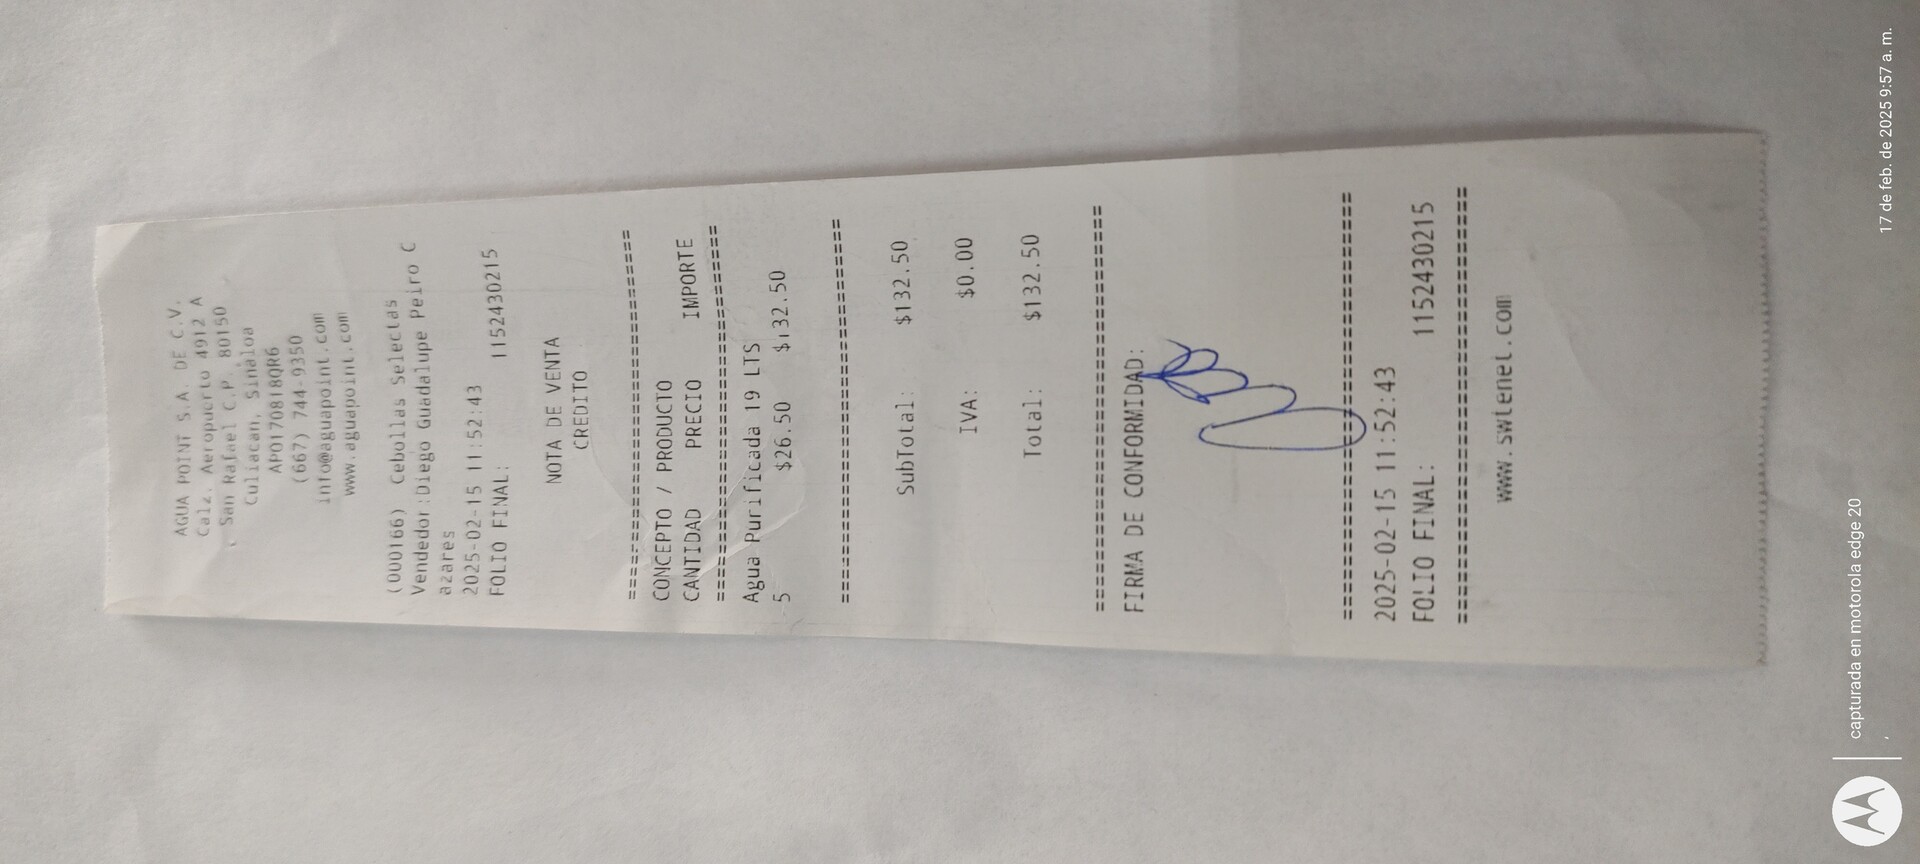 AGUA POINT S.A. DE C.V.
Calz. Aeropuerto 4912 A
San Rafael C.P. 80150
Culiacan, Sinaloa
APO170818QR6
(667) 744-9350
info@aguapoint.com
www.aguapoint.com
(000166) Cebollas Selectas
Vendedor:Diego Guadalupe Peiro C
azares
2025-02-15 11:52:43
FOLIO FINAL: 1152430215
NOTA DE VENTA
CREDITO
================================
CONCEPTO / PRODUCTO
CANTIDAD PRECIO IMPORTE
================================
Agua Purificada 19 LTS
5 $26.50 $132.50
================================
SubTotal: $132.50
IVA: $0.00
Total: $132.50
================================
FIRMA DE CONFORMIDAD:
================================
2025-02-15 11:52:43
FOLIO FINAL: 1152430215
================================
www.swtenet.com
capturada en motorola edge 20
,
17 de feb. de 2025 9:57 a. m.